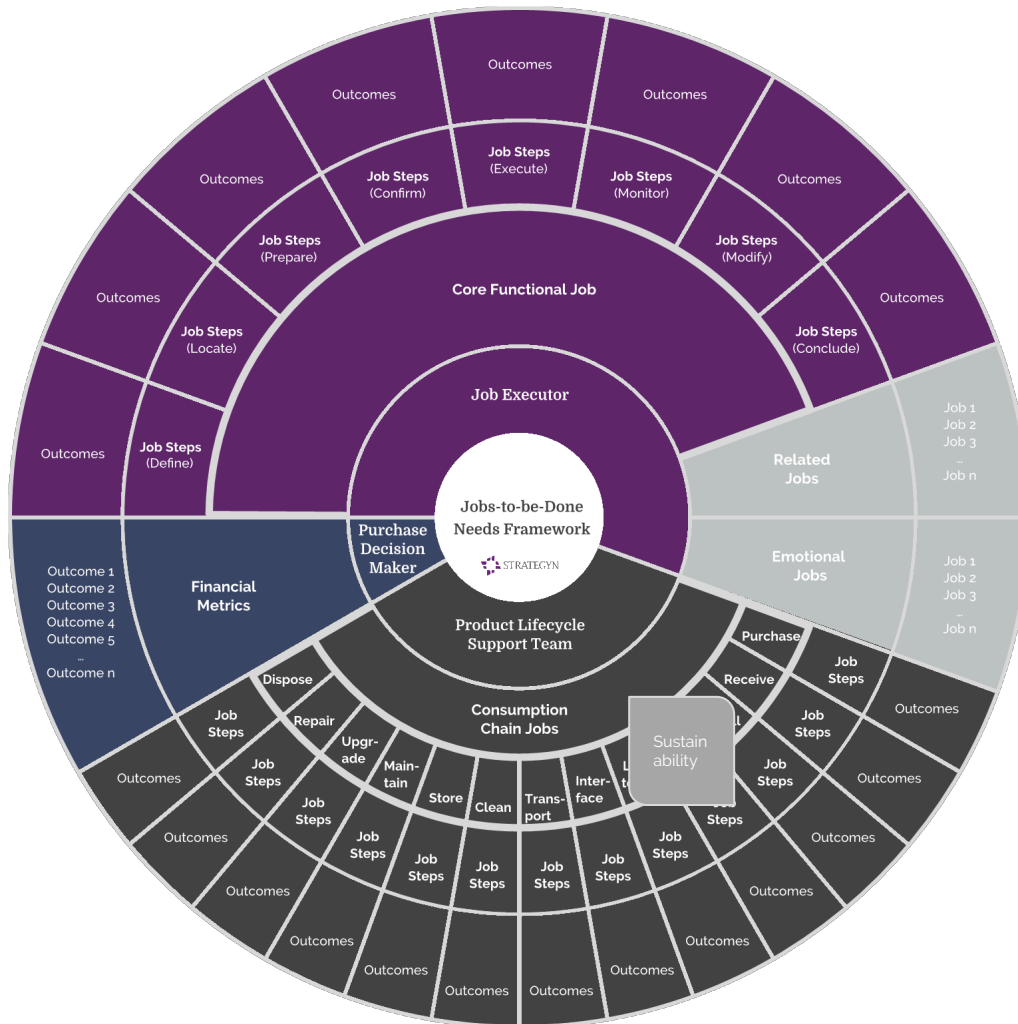 Outcomes
Outcomes
Outcomes
Outcomes
Outcomes
Outcomes
Outcomes
Outcomes
Outcomes
Job Steps
(Execute)
Job Steps
(Confirm)
Job Steps
(Monitor)
Job Steps
(Prepare)
Job Steps
(Modify)
Job Steps
(Locate)
Job Steps
(Conclude)
Job Steps
(Define)
Core Functional Job
Job Executor
Jobs-to-be-Done
Needs Framework
STRATEGYN
Related
Jobs
Job 1
Job 2
Job 3
...
Job n
Emotional
Jobs
Job 1
Job 2
Job 3
...
Job n
Purchase
Decision
Maker
Financial
Metrics
Outcome 1
Outcome 2
Outcome 3
Outcome 4
Outcome 5
...
Outcome n
Product Lifecycle
Support Team
Consumption
Chain Jobs
Purchase
Receive
Sustain
ability
Inter-
face
Trans-
port
Clean
Store
Main-
tain
Upgr-
ade
Repair
Dispose
Job
Steps
Job
Steps
Job
Steps
Job
Steps
Job
Steps
Job
Steps
Job
Steps
Job
Steps
Job
Steps
Job
Steps
Job
Steps
Job
Steps
Job
Steps
Outcomes
Outcomes
Outcomes
Outcomes
Outcomes
Outcomes
Outcomes
Outcomes
Outcomes
Outcomes
Outcomes
Outcomes